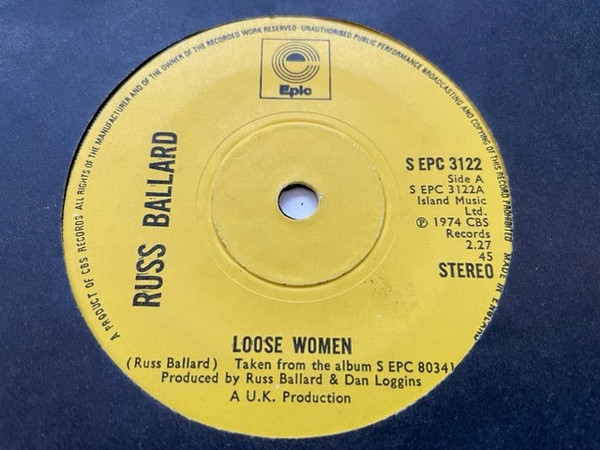 A PRODUCT OF CBS RECORDS ALL RIGHTS OF THE MANUFACTURER AND OF THE OWNER OF THE RECORDED WORK RESERVED · UNAUTHORISED PUBLIC PERFORMANCE BROADCASTING AND COPYING OF THIS RECORD PROHIBITED MADE IN ENGLAND
Epic
RUSS BALLARD
S EPC 3122
Side A
S EPC 3122A
Island Music
Ltd.
℗ 1974 CBS
Records
2.27
45
STEREO
LOOSE WOMEN
(Russ Ballard) Taken from the album S EPC 80341
Produced by Russ Ballard & Dan Loggins
A U.K. Production